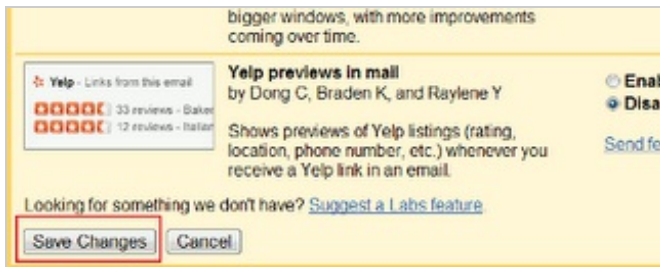 bigger windows, with more improvements
coming over time.
Yelp - Links from this email
33 reviews - Baker
12 reviews - Italian
Yelp previews in mail
by Dong C, Braden K, and Raylene Y
Shows previews of Yelp listings (rating,
location, phone number, etc.) whenever you
receive a Yelp link in an email.
Enab
Disa
Send fe
Looking for something we don't have? Suggest a Labs feature.
Save Changes
Cancel